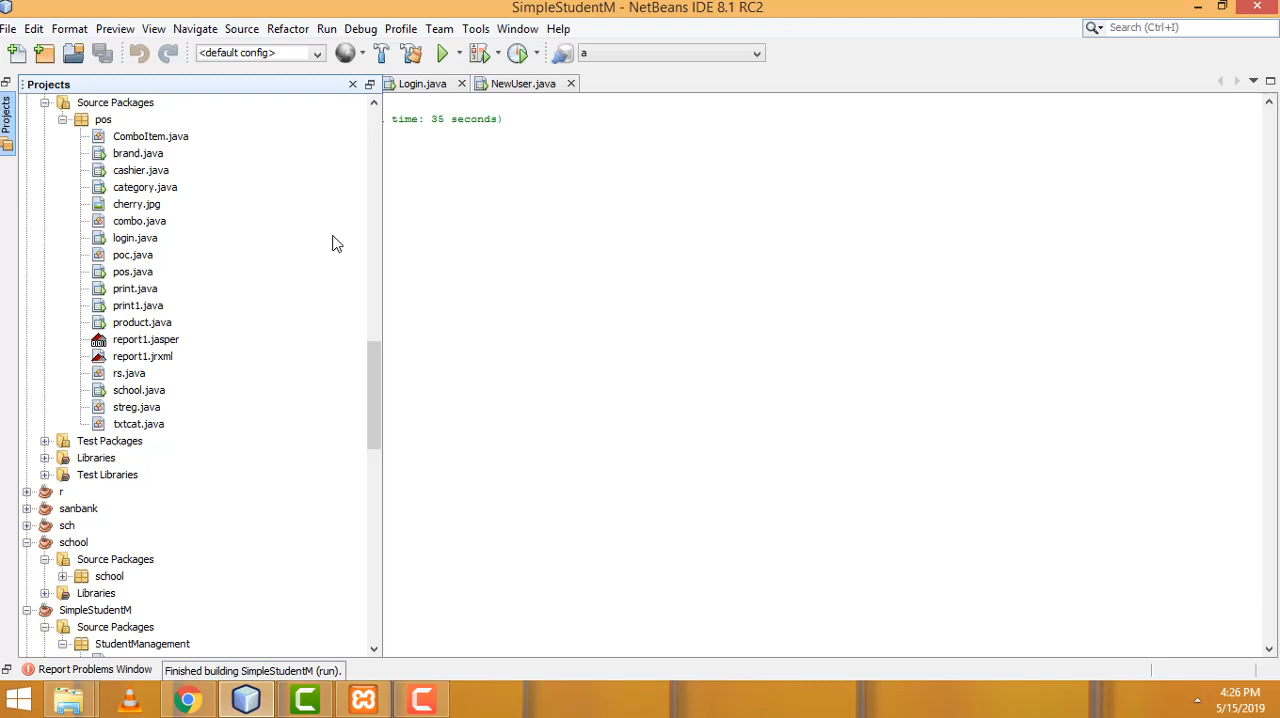 SimpleStudentM - NetBeans IDE 8.1 RC2
File Edit Format Preview View Navigate Source Refactor Run Debug Profile Team Tools Window Help
Search (Ctrl+I)
<default config>
a
Projects
Login.java
NewUser.java
Projects
time: 35 seconds)
Source Packages
pos
ComboItem.java
brand.java
cashier.java
category.java
cherry.jpg
combo.java
login.java
poc.java
pos.java
print.java
print1.java
product.java
report1.jasper
report1.jrxml
rs.java
school.java
streg.java
txtcat.java
Test Packages
Libraries
Test Libraries
r
sanbank
sch
school
Source Packages
school
Libraries
SimpleStudentM
Source Packages
StudentManagement
Report Problems Window
Finished building SimpleStudentM (run).
4:26 PM
5/15/2019